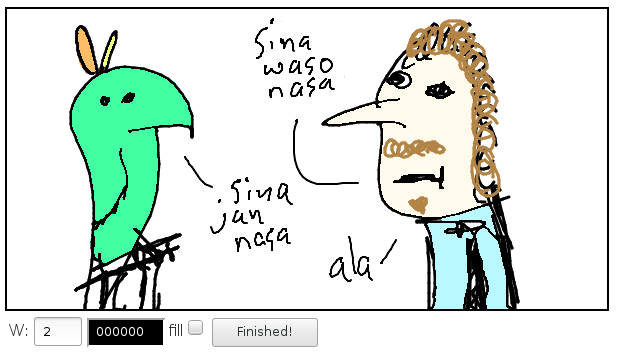 sina
waso
nasa
sina
jan
nasa
ala
W: 2 000000 fill Finished!